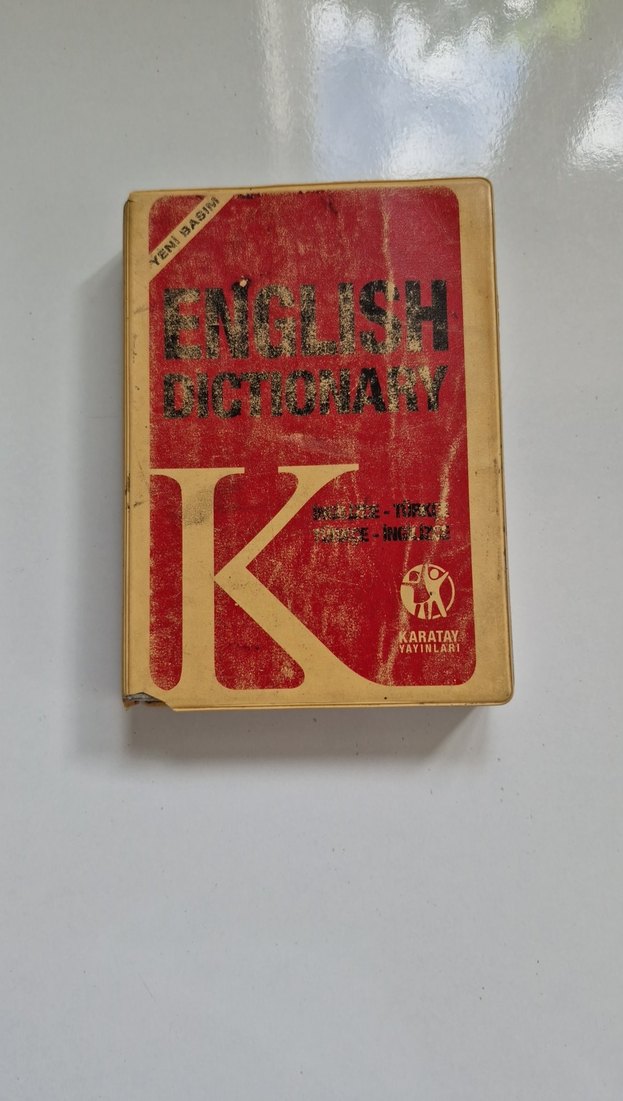 YENİ BASIM
ENGLISH
DICTIONARY
K
İNGİLİZCE - TÜRKÇE
TÜRKÇE - İNGİLİZCE
KARATAY
YAYINLARI